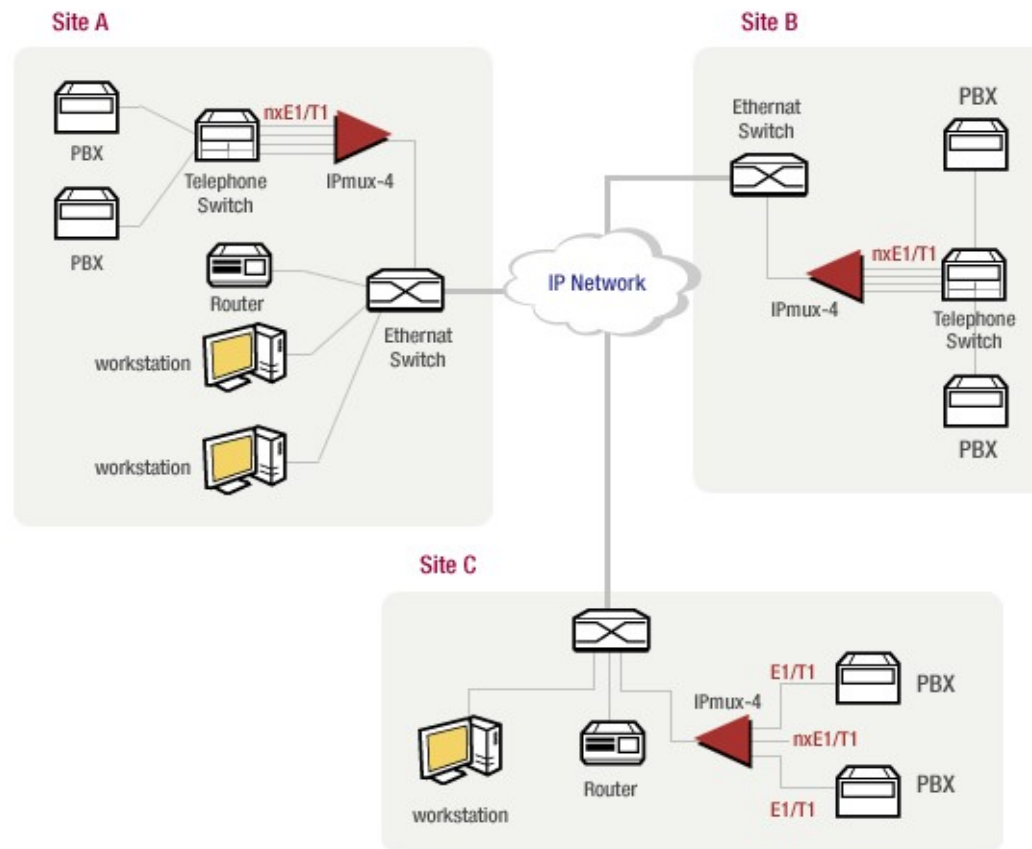 Site A
PBX
PBX
nxE1/T1
Telephone
Switch
IPmux-4
Router
workstation
workstation
Ethernat
Switch
IP Network
Site B
Ethernat
Switch
PBX
nxE1/T1
IPmux-4
Telephone
Switch
PBX
Site C
IPmux-4
E1/T1
PBX
nxE1/T1
E1/T1
PBX
Router
workstation